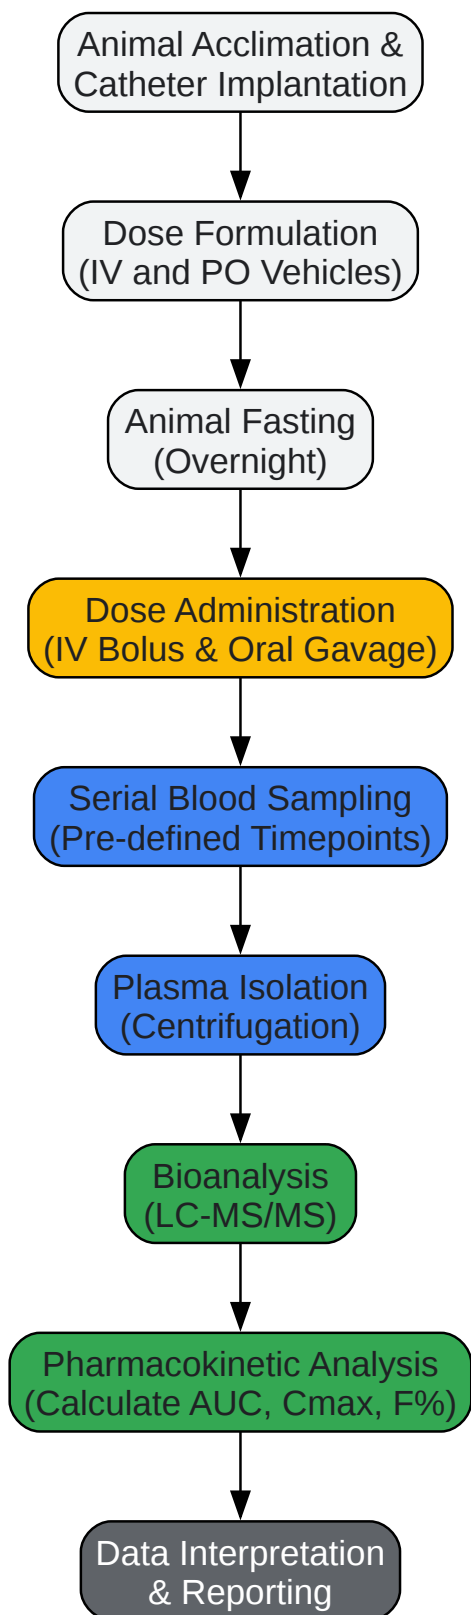 Animal Acclimation &
Catheter Implantation
Dose Formulation
(IV and PO Vehicles)
Animal Fasting
(Overnight)
Dose Administration
(IV Bolus & Oral Gavage)
Serial Blood Sampling
(Pre-defined Timepoints)
Plasma Isolation
(Centrifugation)
Bioanalysis
(LC-MS/MS)
Pharmacokinetic Analysis
(Calculate AUC, Cmax, F%)
Data Interpretation
& Reporting